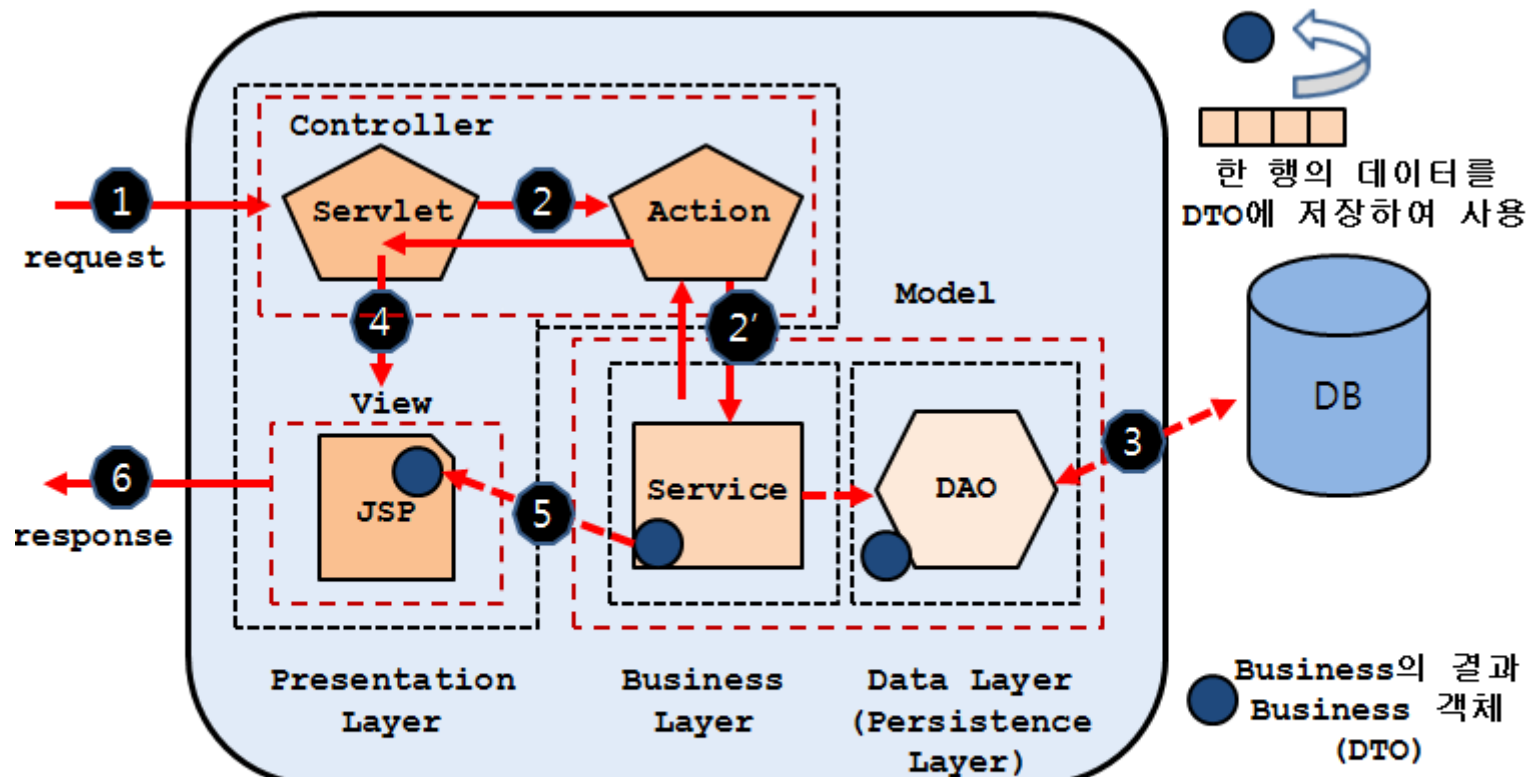 Controller
1
Servlet
2
Action
request
4
2′
Model
View
JSP
5
Service
DAO
3
DB
6
response
Presentation
Layer
Business
Layer
Data Layer
(Persistence
Layer)
한 행의 데이터를
DTO에 저장하여 사용
Business의 결과
Business 객체
(DTO)